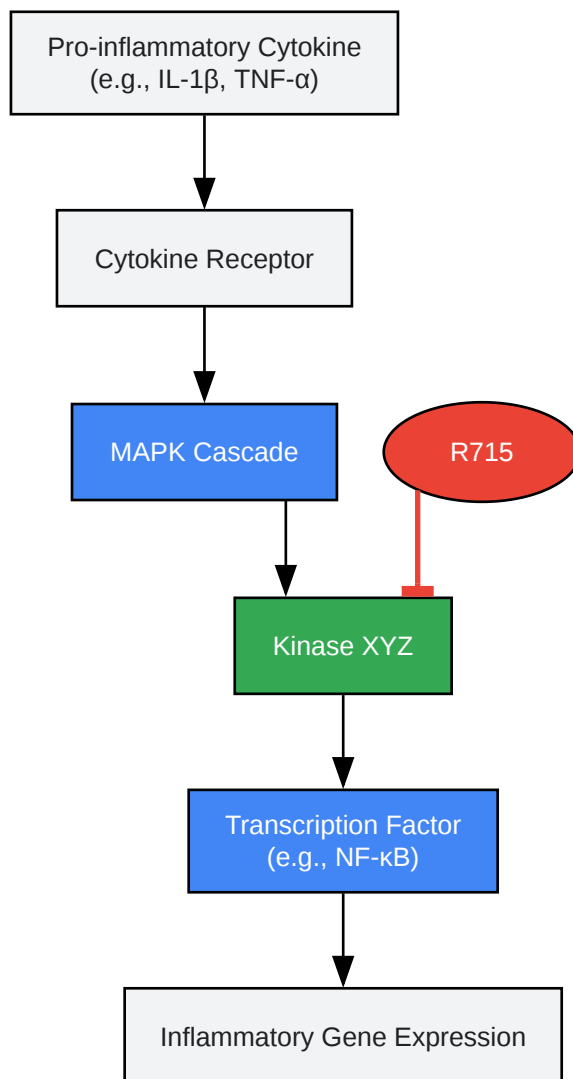 Pro-inflammatory Cytokine
(e.g., IL-1β, TNF-α)
Cytokine Receptor
MAPK Cascade
R715
Kinase XYZ
Transcription Factor
(e.g., NF-κB)
Inflammatory Gene Expression